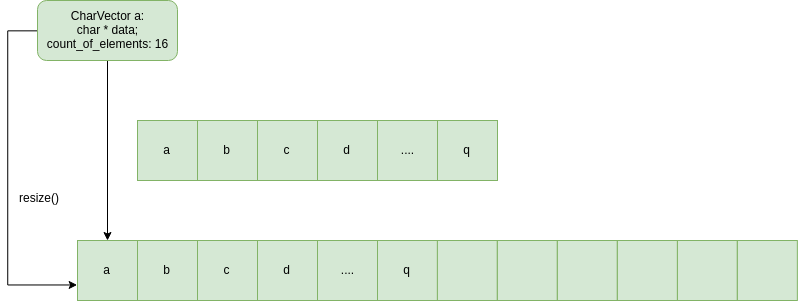 CharVector a:
char * data;
count_of_elements: 16
a b c d .... q
resize()
a b c d .... q